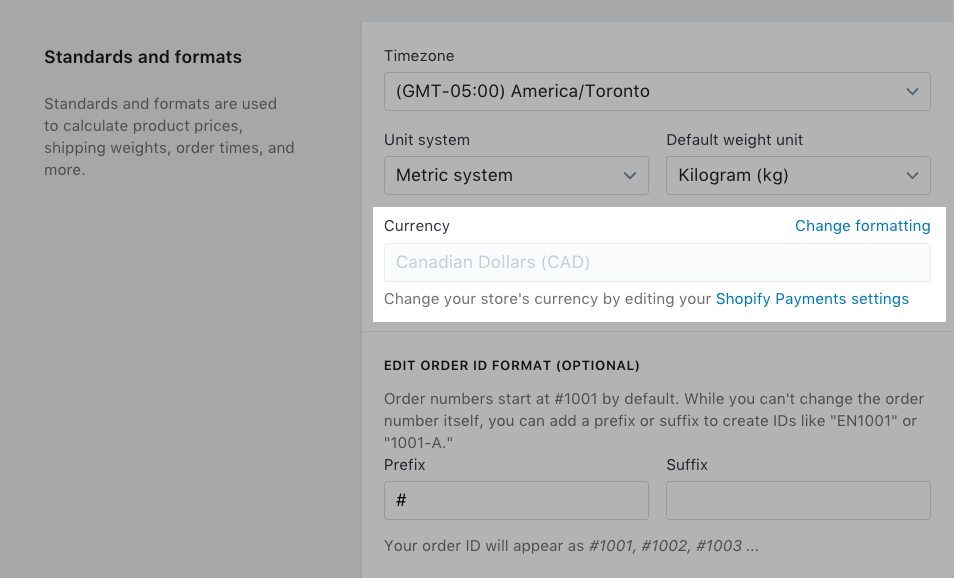 Standards and formats
Standards and formats are used
to calculate product prices,
shipping weights, order times, and
more.
Timezone
(GMT-05:00) America/Toronto
Unit system
Default weight unit
Metric system
Kilogram (kg)
Currency
Change formatting
Canadian Dollars (CAD)
Change your store's currency by editing your Shopify Payments settings
EDIT ORDER ID FORMAT (OPTIONAL)
Order numbers start at #1001 by default. While you can't change the order
number itself, you can add a prefix or suffix to create IDs like "EN1001" or
"1001-A."
Prefix
Suffix
#
Your order ID will appear as #1001, #1002, #1003 ...